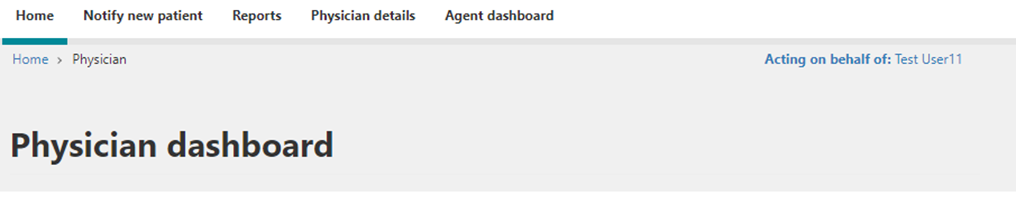 Home Notify new patient Reports Physician details Agent dashboard
Home › Physician Acting on behalf of: Test User11
Physician dashboard